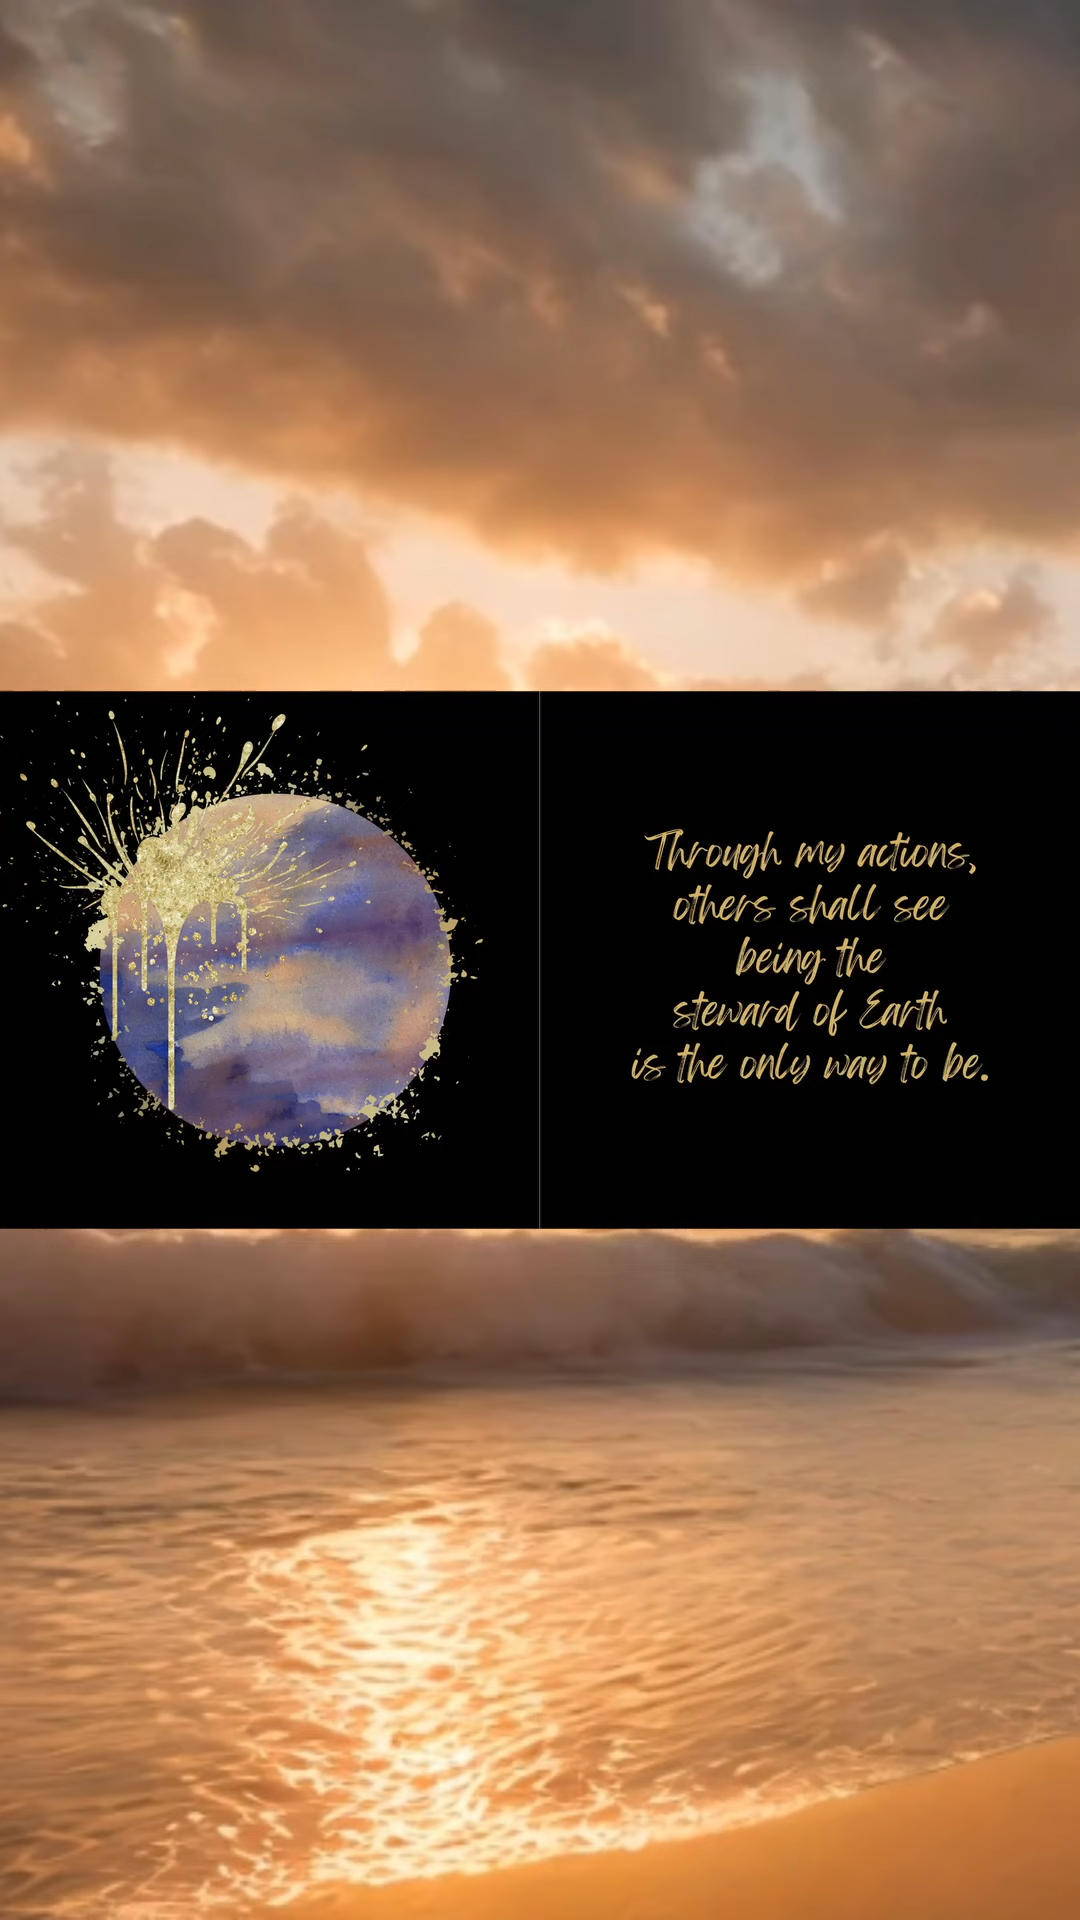 Through my actions,
others shall see
being the
steward of Earth
is the only way to be.